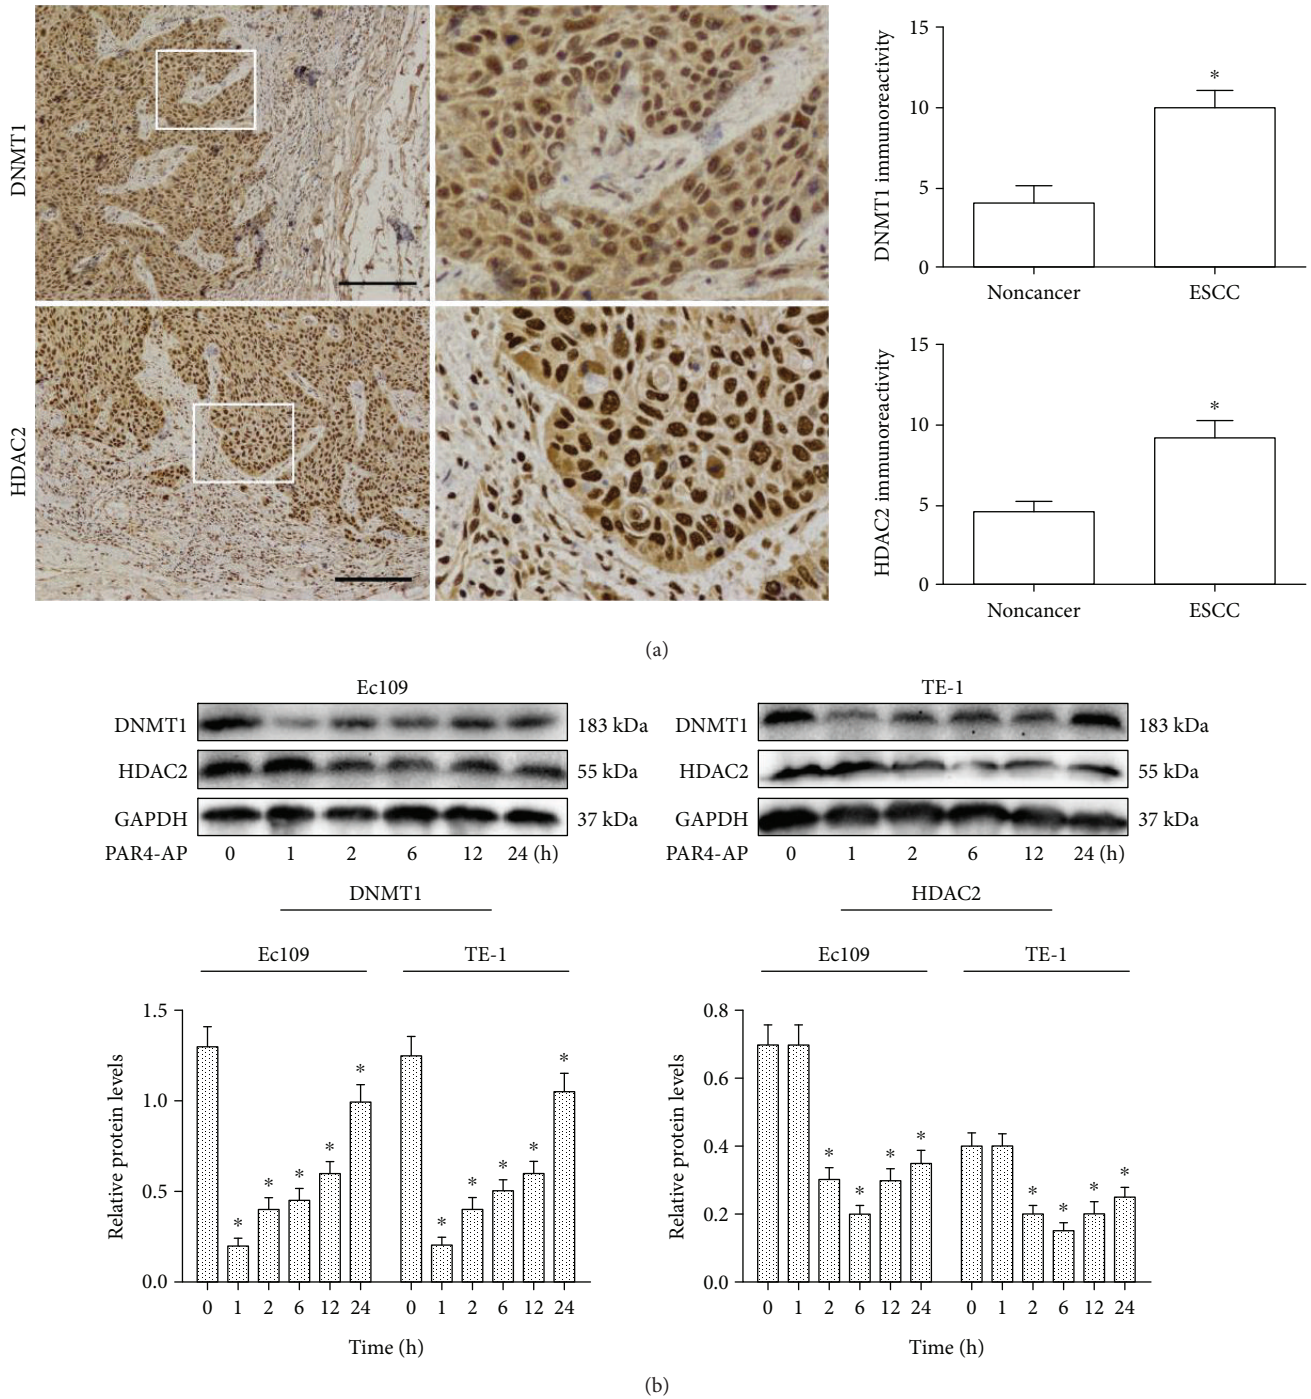 DNMT1
HDAC2
15
10
5
0
DNMT1 immunoreactivity
*
Noncancer ESCC
15
10
5
0
HDAC2 immunoreactivity
*
Noncancer ESCC
(a)
Ec109
DNMT1 183 kDa
HDAC2 55 kDa
GAPDH 37 kDa
PAR4-AP 0 1 2 6 12 24 (h)
TE-1
DNMT1 183 kDa
HDAC2 55 kDa
GAPDH 37 kDa
PAR4-AP 0 1 2 6 12 24 (h)
DNMT1
Ec109 TE-1
1.5
1.0
0.5
0.0
Relative protein levels
* * * * * * * * * *
0 1 2 6 12 24 0 1 2 6 12 24
Time (h)
HDAC2
Ec109 TE-1
0.8
0.6
0.4
0.2
0.0
Relative protein levels
* * * * * * * *
0 1 2 6 12 24 0 1 2 6 12 24
Time (h)
(b)